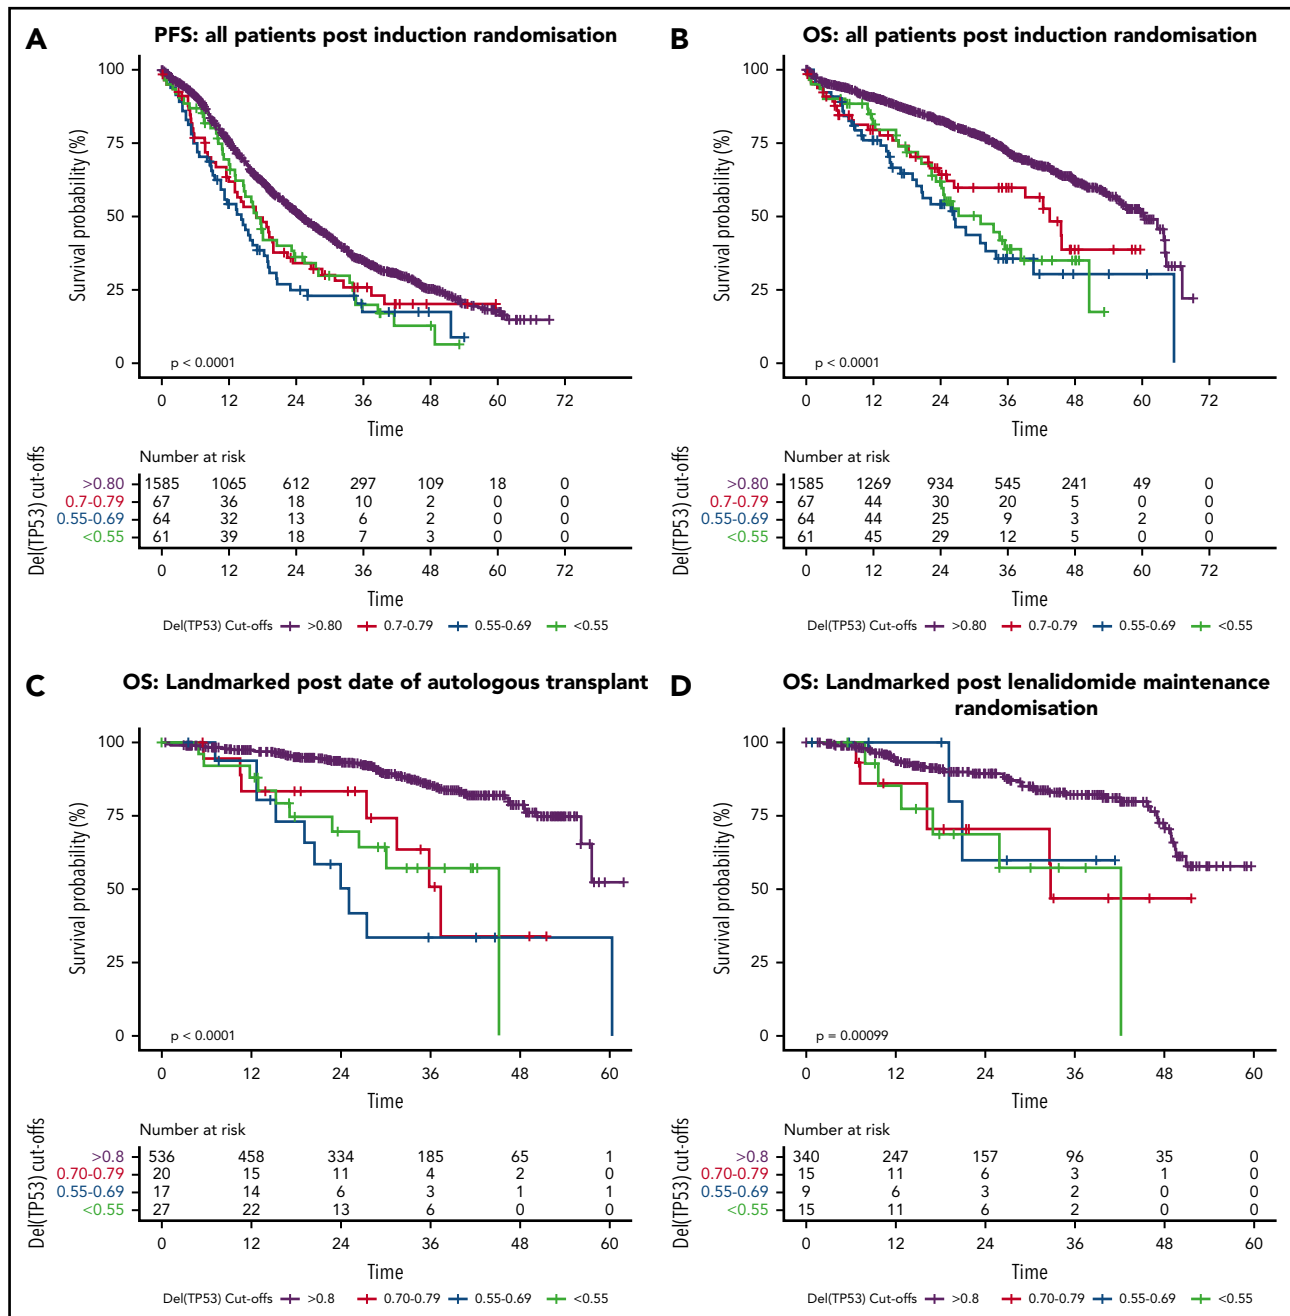 A PFS: all patients post induction randomisation
Survival probability (%)
100
75
50
25
0
p < 0.0001
0 12 24 36 48 60 72
Time
Del(TP53) cut-offs
Number at risk
>0.80 1585 1065 612 297 109 18 0
0.7-0.79 67 36 18 10 2 0 0
0.55-0.69 64 32 13 6 2 0 0
<0.55 61 39 18 7 3 0 0
0 12 24 36 48 60 72
Time
Del(TP53) Cut-offs >0.80 0.7-0.79 0.55-0.69 <0.55
B OS: all patients post induction randomisation
Survival probability (%)
100
75
50
25
0
p < 0.0001
0 12 24 36 48 60 72
Time
Del(TP53) cut-offs
Number at risk
>0.80 1585 1269 934 545 241 49 0
0.7-0.79 67 44 30 20 5 0 0
0.55-0.69 64 44 25 9 3 2 0
<0.55 61 45 29 12 5 0 0
0 12 24 36 48 60 72
Time
Del(TP53) Cut-offs >0.80 0.7-0.79 0.55-0.69 <0.55
C OS: Landmarked post date of autologous transplant
Survival probability (%)
100
75
50
25
0
p < 0.0001
0 12 24 36 48 60
Time
Del(TP53) cut-offs
Number at risk
>0.8 536 458 334 185 65 1
0.70-0.79 20 15 11 4 2 0
0.55-0.69 17 14 6 3 1 1
<0.55 27 22 13 6 0 0
0 12 24 36 48 60
Time
Del(TP53) Cut-offs >0.8 0.70-0.79 0.55-0.69 <0.55
D OS: Landmarked post lenalidomide maintenance
randomisation
Survival probability (%)
100
75
50
25
0
p = 0.00099
0 12 24 36 48 60
Time
Del(TP53) cut-offs
Number at risk
>0.8 340 247 157 96 35 0
0.70-0.79 15 11 6 3 1 0
0.55-0.69 9 6 3 2 0 0
<0.55 15 11 6 2 0 0
0 12 24 36 48 60
Time
Del(TP53) Cut-offs >0.8 0.70-0.79 0.55-0.69 <0.55